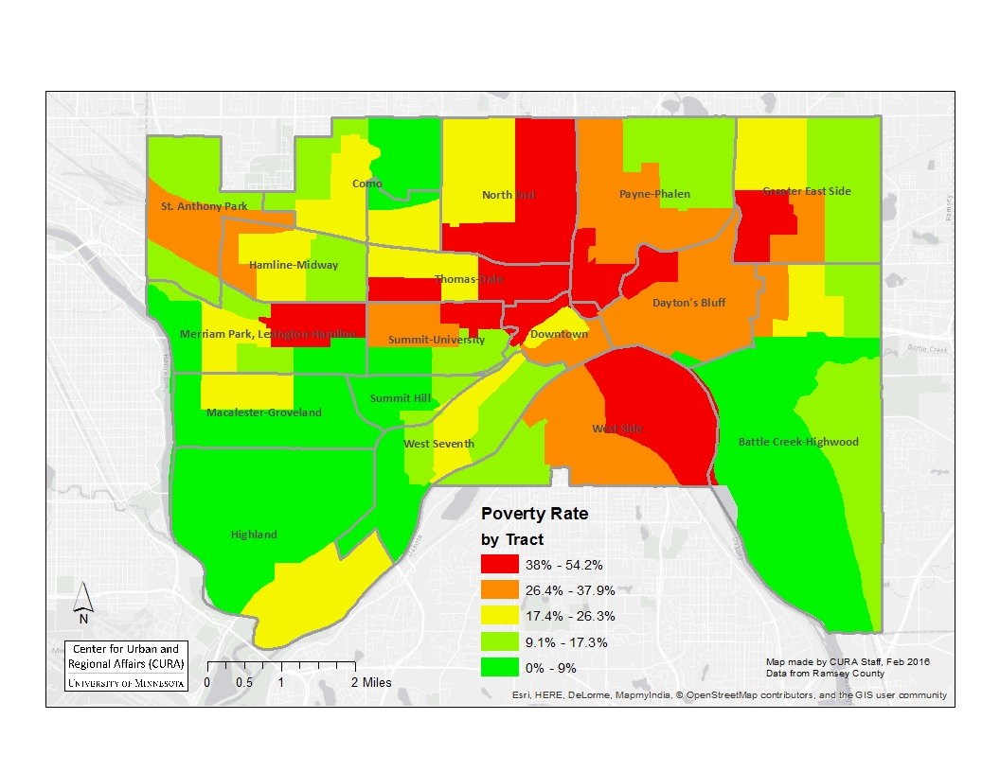 Como
St. Anthony Park
North End
Payne-Phalen
Greater East Side
Hamline-Midway
Thomas-Dale
Dayton's Bluff
Merriam Park, Lexington-Hamline
Summit-University
Downtown
Summit Hill
Macalester-Groveland
West Seventh
West Side
Battle Creek-Highwood
Highland
Ramsey
Battle Creek
Poverty Rate
by Tract
38% - 54.2%
26.4% - 37.9%
17.4% - 26.3%
9.1% - 17.3%
0% - 9%
N
Center for Urban and
Regional Affairs (CURA)
University of Minnesota
0 0.5 1 2 Miles
Map made by CURA Staff, Feb 2016
Data from Ramsey County
Esri, HERE, DeLorme, MapmyIndia, © OpenStreetMap contributors, and the GIS user community